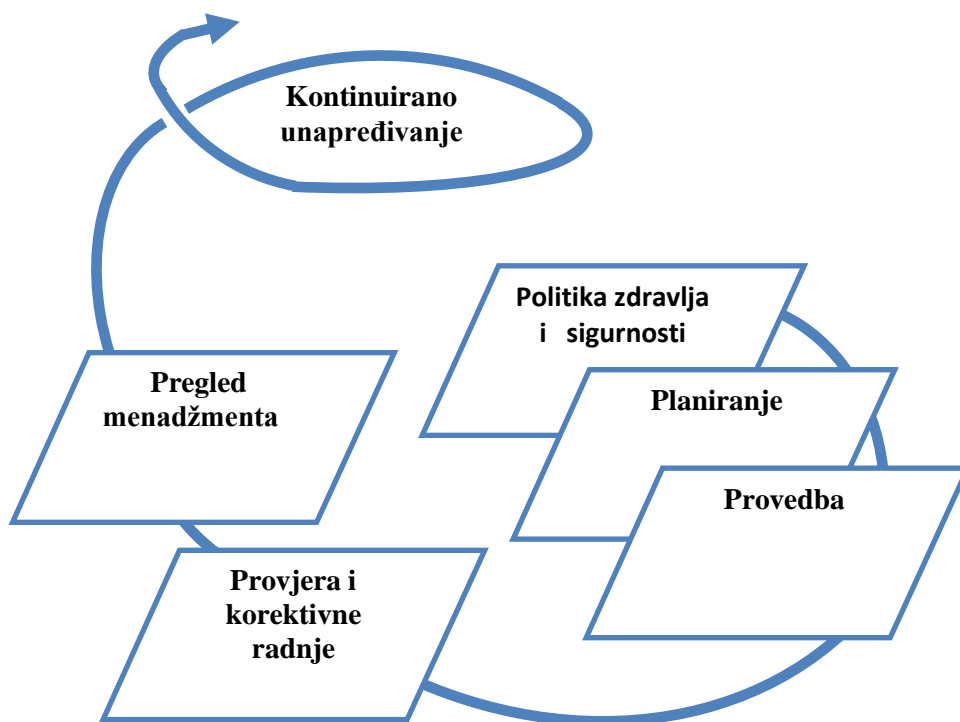 Kontinuirano
unapređivanje
Politika zdravlja
i sigurnosti
Planiranje
Provedba
Pregled
menadžmenta
Provjera i
korektivne
radnje